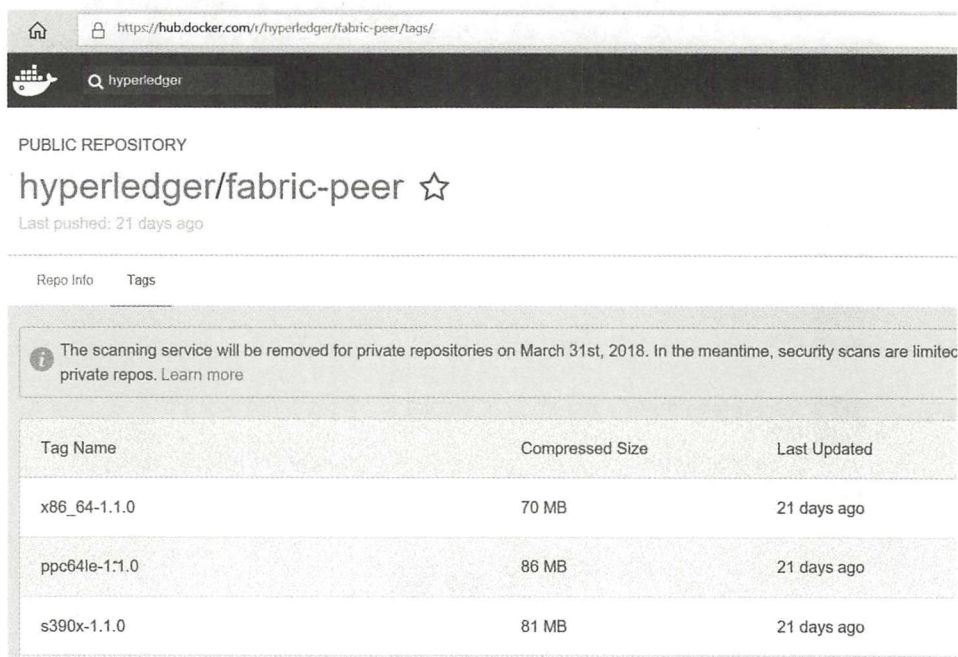 https://hub.docker.com/r/hyperledger/fabric-peer/tags/
hyperledger
PUBLIC REPOSITORY
hyperledger/fabric-peer
Last pushed: 21 days ago
Repo Info Tags
The scanning service will be removed for private repositories on March 31st, 2018. In the meantime, security scans are limited
private repos. Learn more
Tag Name Compressed Size Last Updated
x86_64-1.1.0 70 MB 21 days ago
ppc64le-1.1.0 86 MB 21 days ago
s390x-1.1.0 81 MB 21 days ago